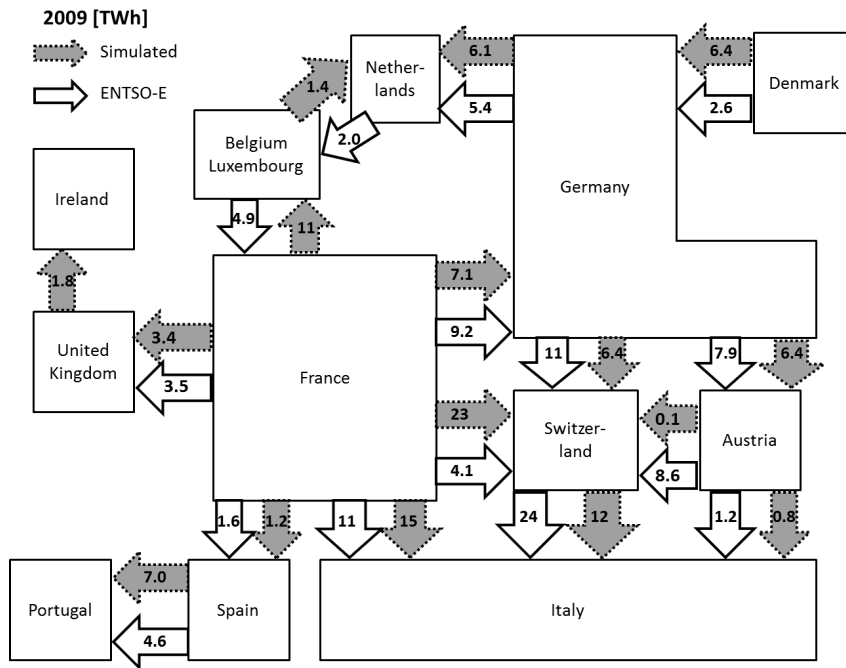 2009 [TWh]
Simulated
ENTSO-E
Nether-
lands
6.1
5.4
6.4
2.6
Denmark
1.4
2.0
Belgium
Luxembourg
Germany
Ireland
4.9
11
1.8
7.1
9.2
United
Kingdom
3.4
3.5
France
11
6.4
7.9
6.4
23
4.1
Switzer-
land
0.1
8.6
Austria
1.6
1.2
11
15
24
12
1.2
0.8
Portugal
7.0
4.6
Spain
Italy